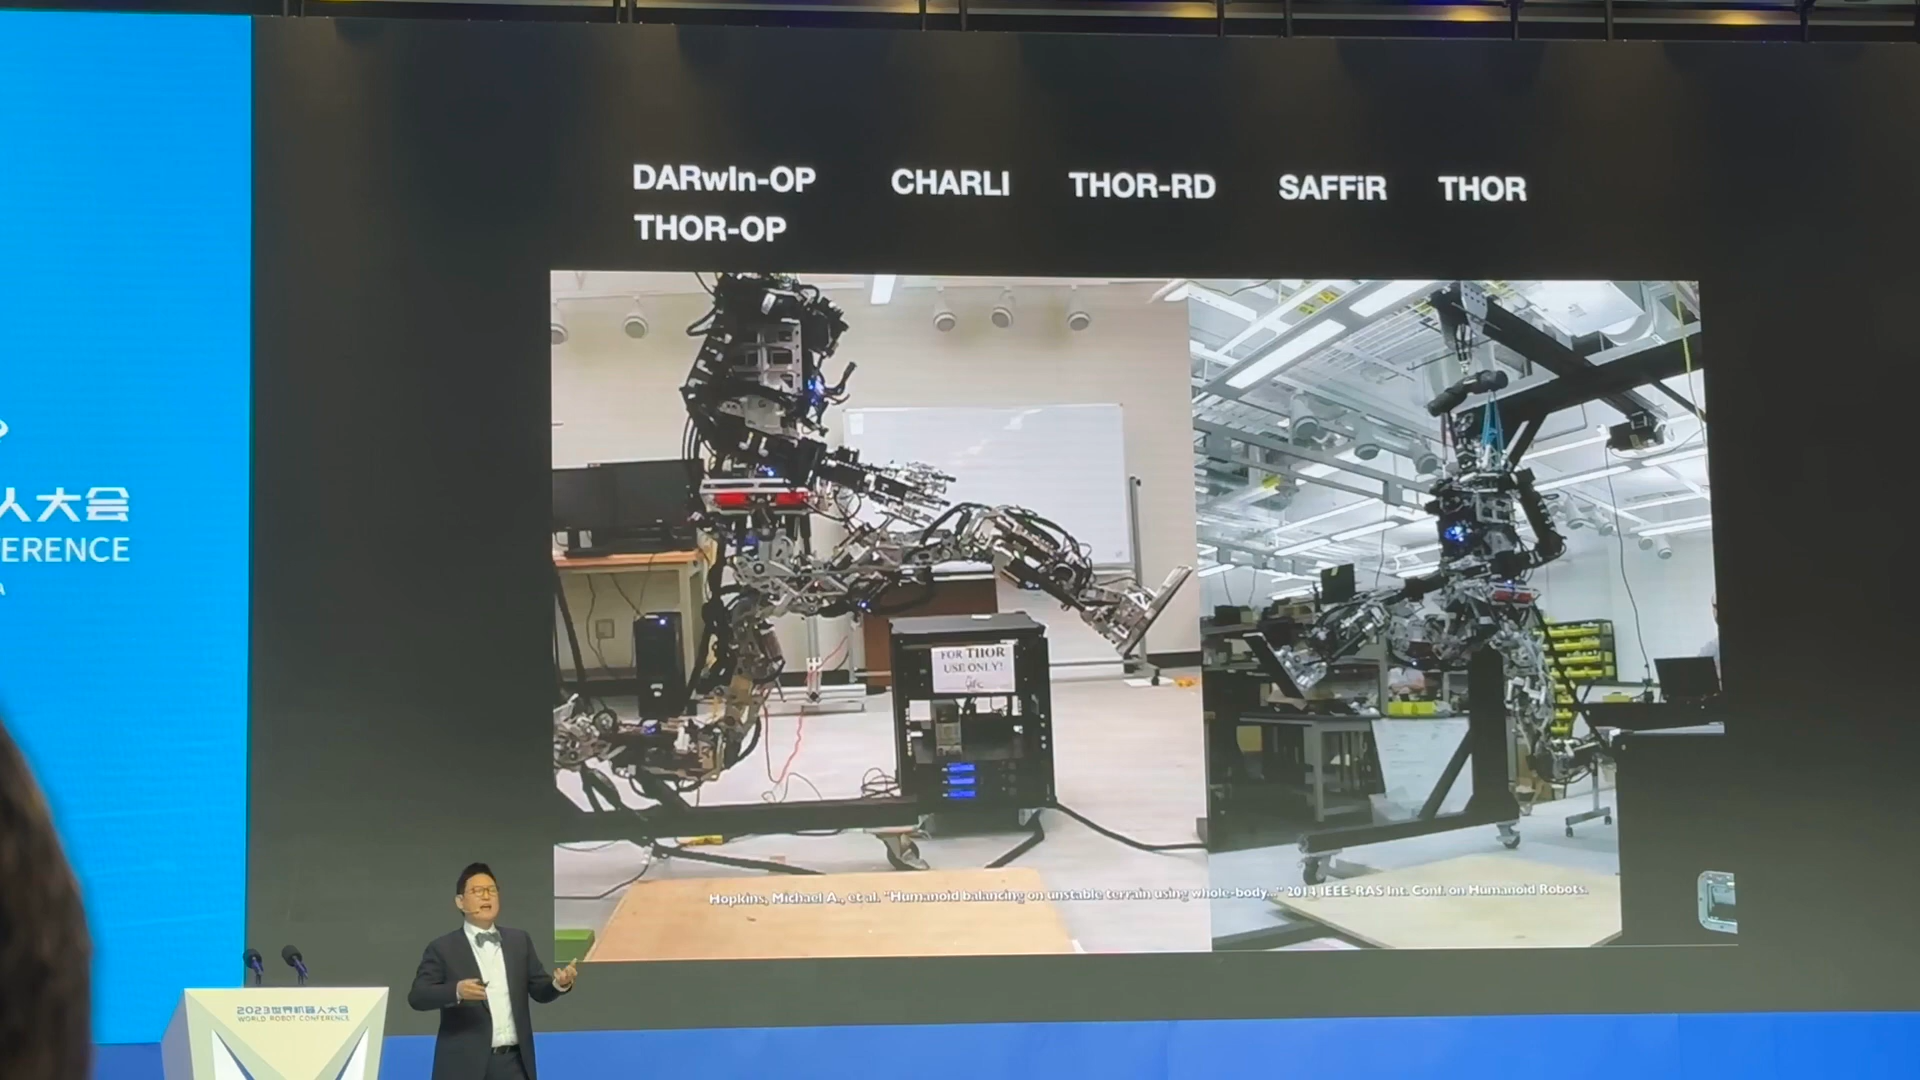 DARwIn-OP CHARLI THOR-RD SAFFiR THOR
THOR-OP
人大会
ERENCE
A
FOR THOR
USE ONLY!
Hopkins, Michael A., et al. "Humanoid balancing on unstable terrain using whole-body..." 2014 IEEE-RAS Int. Conf. on Humanoid Robots.
2023世界机器人大会
WORLD ROBOT CONFERENCE